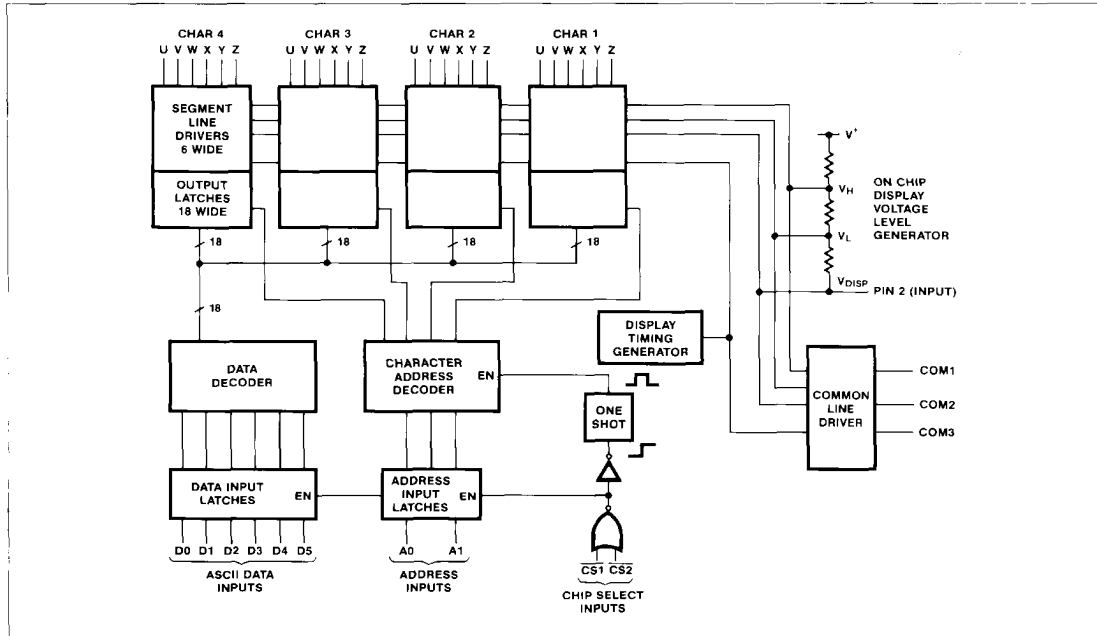 CHAR 4 CHAR 3 CHAR 2 CHAR 1
U V W X Y Z U V W X Y Z U V W X Y Z U V W X Y Z
SEGMENT
LINE
DRIVERS
6 WIDE
OUTPUT
LATCHES
18 WIDE
18 18 18 18
18
V+
VH
VL
VDISP
ON CHIP
DISPLAY
VOLTAGE
LEVEL
GENERATOR
PIN 2 (INPUT)
DISPLAY
TIMING
GENERATOR
DATA
DECODER
CHARACTER
ADDRESS
DECODER
EN
ONE
SHOT
COMMON
LINE
DRIVER
COM1
COM2
COM3
DATA INPUT
LATCHES
EN
ADDRESS
INPUT
LATCHES
EN
D0 D1 D2 D3 D4 D5
ASCII DATA
INPUTS
A0 A1
ADDRESS
INPUTS
CS1 CS2
CHIP SELECT
INPUTS